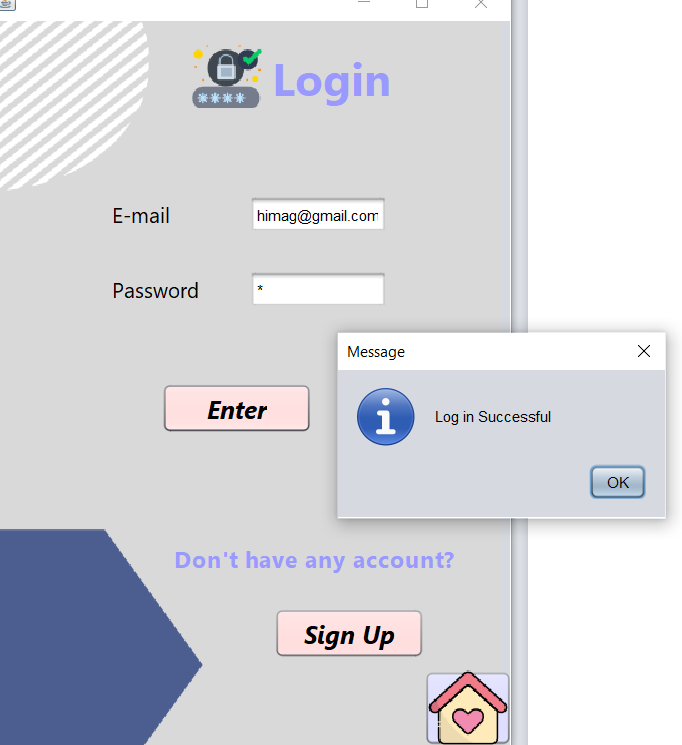 ****
Login
E-mail
himag@gmail.com
Password
*
Message
Log in Successful
OK
Enter
Don't have any account?
Sign Up